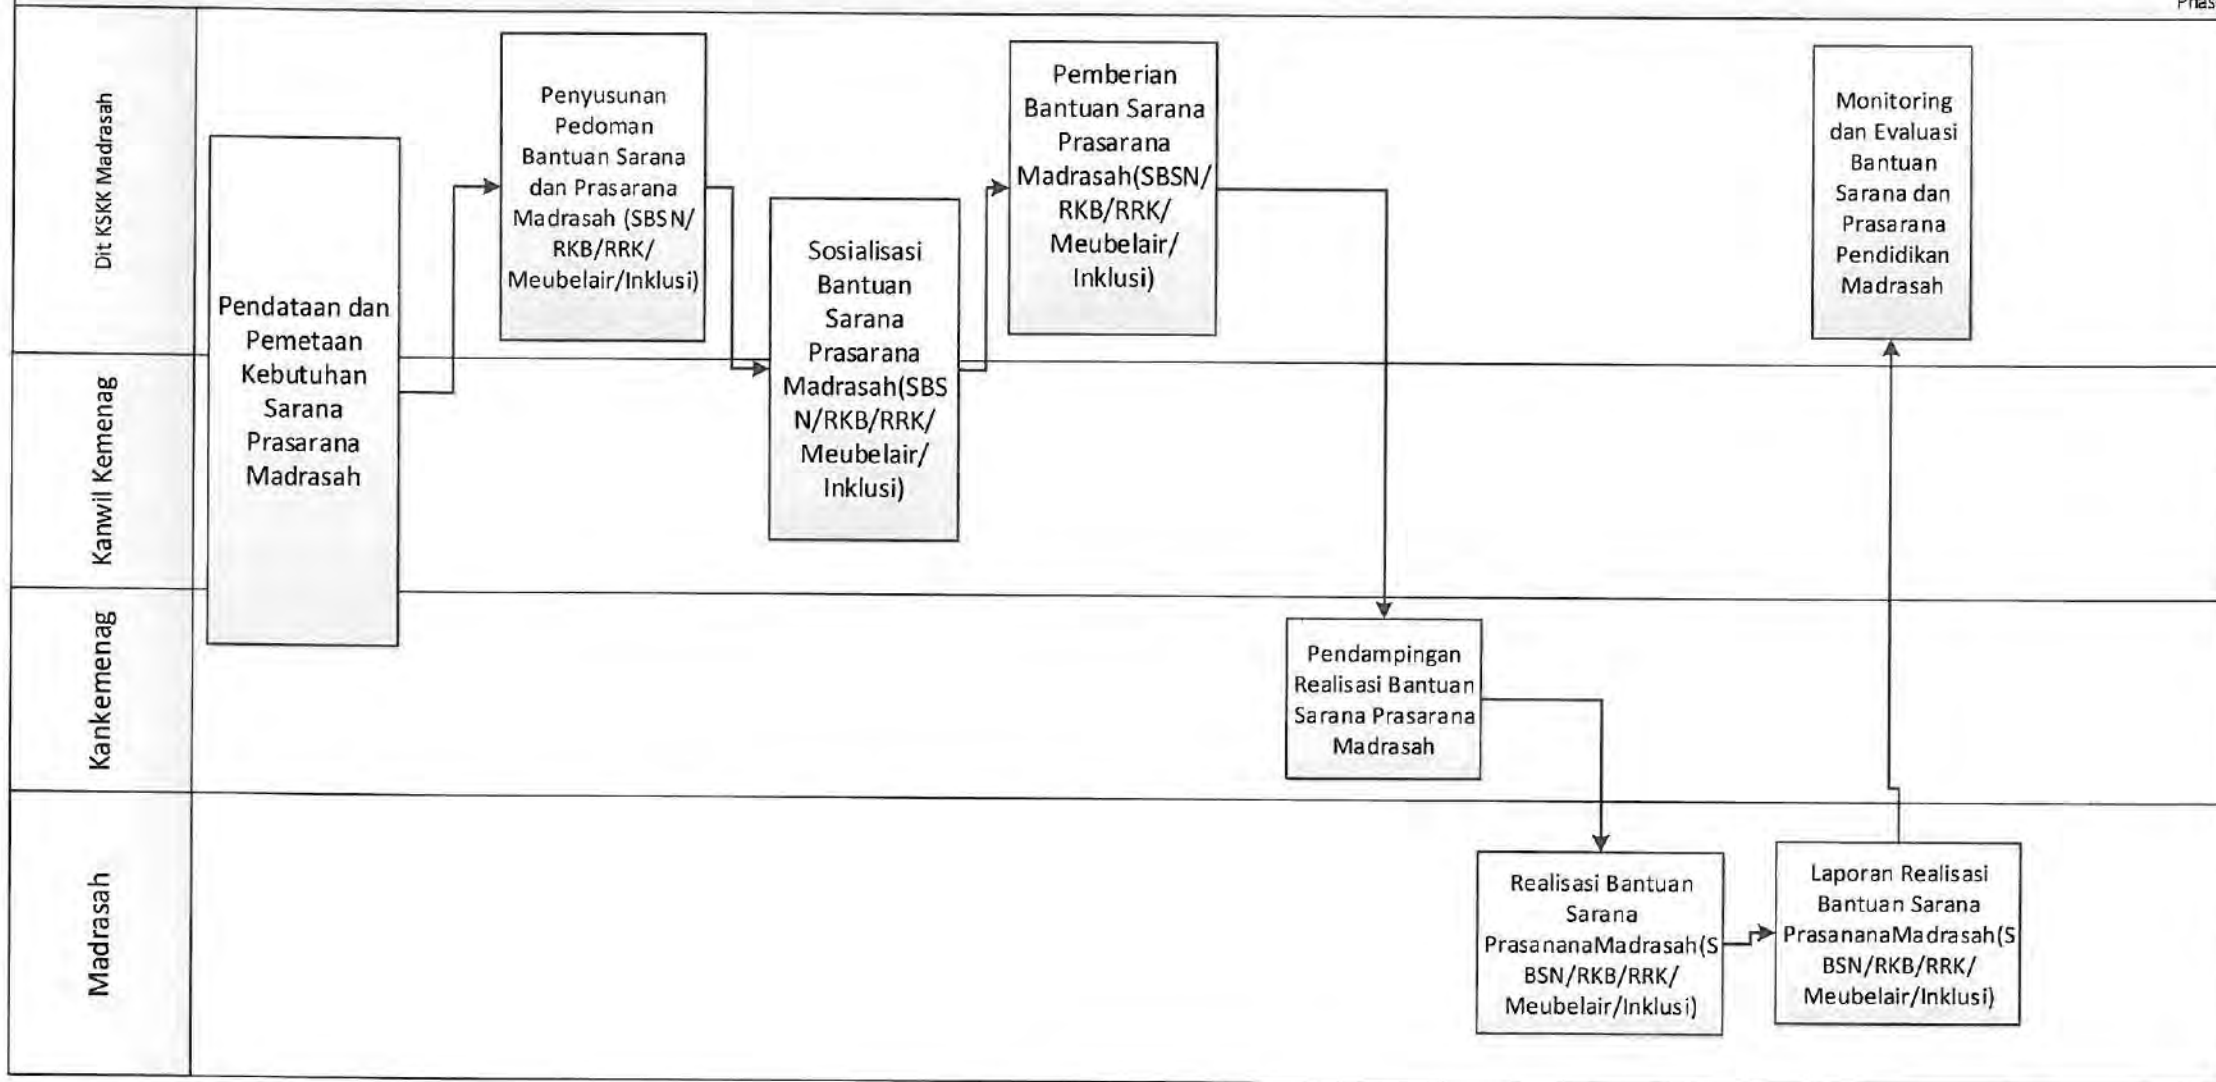 Phas
Dit KSKK Madrasah
Pendataan dan
Pemetaan
Kebutuhan
Sarana
Prasarana
Madrasah
Penyusunan
Pedoman
Bantuan Sarana
dan Prasarana
Madrasah (SBSN/
RKB/RRK/
Meubelair/Inklusi)
Sosialisasi
Bantuan
Sarana
Prasarana
Madrasah(SBS
N/RKB/RRK/
Meubelair/
Inklusi)
Pemberian
Bantuan Sarana
Prasarana
Madrasah(SBSN/
RKB/RRK/
Meubelair/
Inklusi)
Monitoring
dan Evaluasi
Bantuan
Sarana dan
Prasarana
Pendidikan
Madrasah
Kanwil Kemenag
Kankemenag
Pendampingan
Realisasi Bantuan
Sarana Prasarana
Madrasah
Madrasah
Realisasi Bantuan
Sarana
PrasananaMadrasah(S
BSN/RKB/RRK/
Meubelair/Inklusi)
Laporan Realisasi
Bantuan Sarana
PrasananaMadrasah(S
BSN/RKB/RRK/
Meubelair/Inklusi)